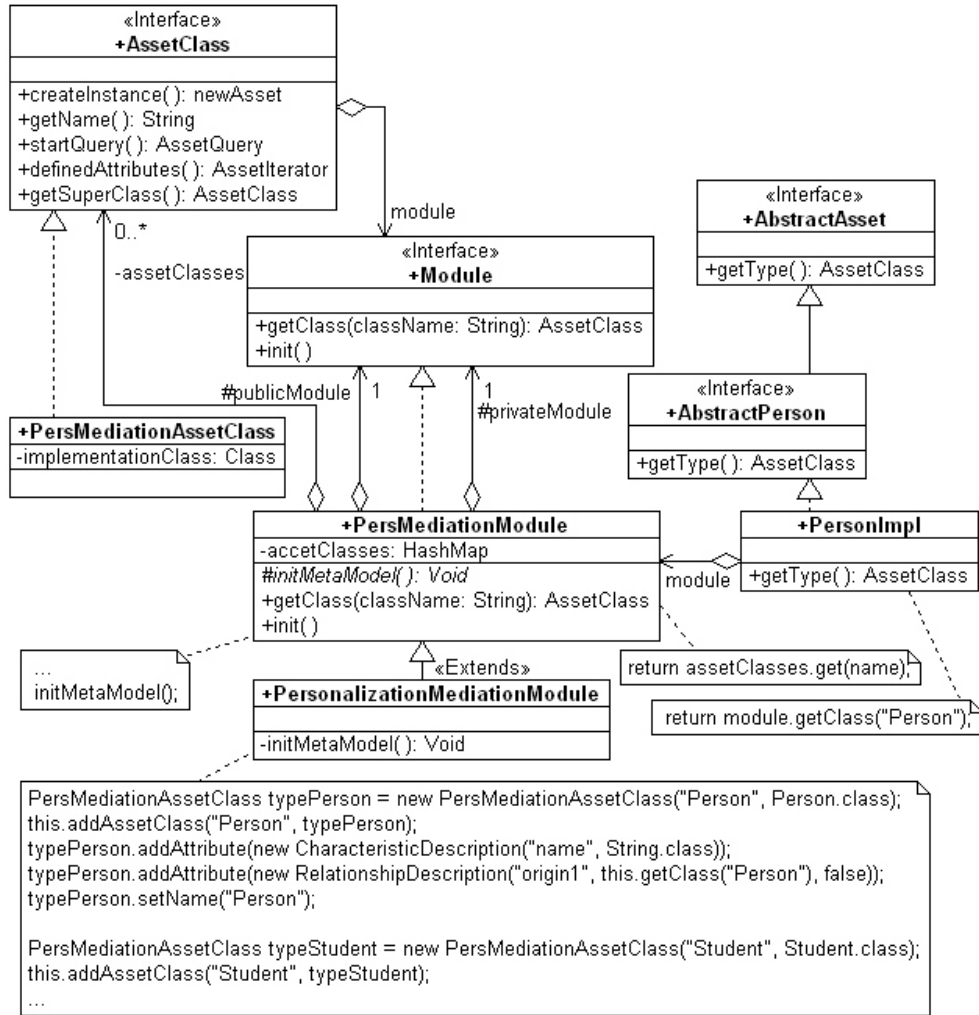 «Interface»
+AssetClass
+createInstance(): newAsset
+getName(): String
+startQuery(): AssetQuery
+definedAttributes(): AssetIterator
+getSuperClass(): AssetClass
module
0..*
-assetClasses
«Interface»
+Module
+getClass(className: String): AssetClass
+init()
«Interface»
+AbstractAsset
+getType(): AssetClass
#publicModule
1
1
#privateModule
«Interface»
+AbstractPerson
+getType(): AssetClass
+PersMediationAssetClass
-implementationClass: Class
+PersMediationModule
-accetClasses: HashMap
#initMetaModel(): Void
+getClass(className: String): AssetClass
+init()
module
+PersonImpl
+getType(): AssetClass
...
initMetaModel();
«Extends»
return assetClasses.get(name);
+PersonalizationMediationModule
-initMetaModel(): Void
return module.getClass("Person");
PersMediationAssetClass typePerson = new PersMediationAssetClass("Person", Person.class);
this.addAssetClass("Person", typePerson);
typePerson.addAttribute(new CharacteristicDescription("name", String.class));
typePerson.addAttribute(new RelationshipDescription("origin1", this.getClass("Person"), false));
typePerson.setName("Person");
PersMediationAssetClass typeStudent = new PersMediationAssetClass("Student", Student.class);
this.addAssetClass("Student", typeStudent);
...